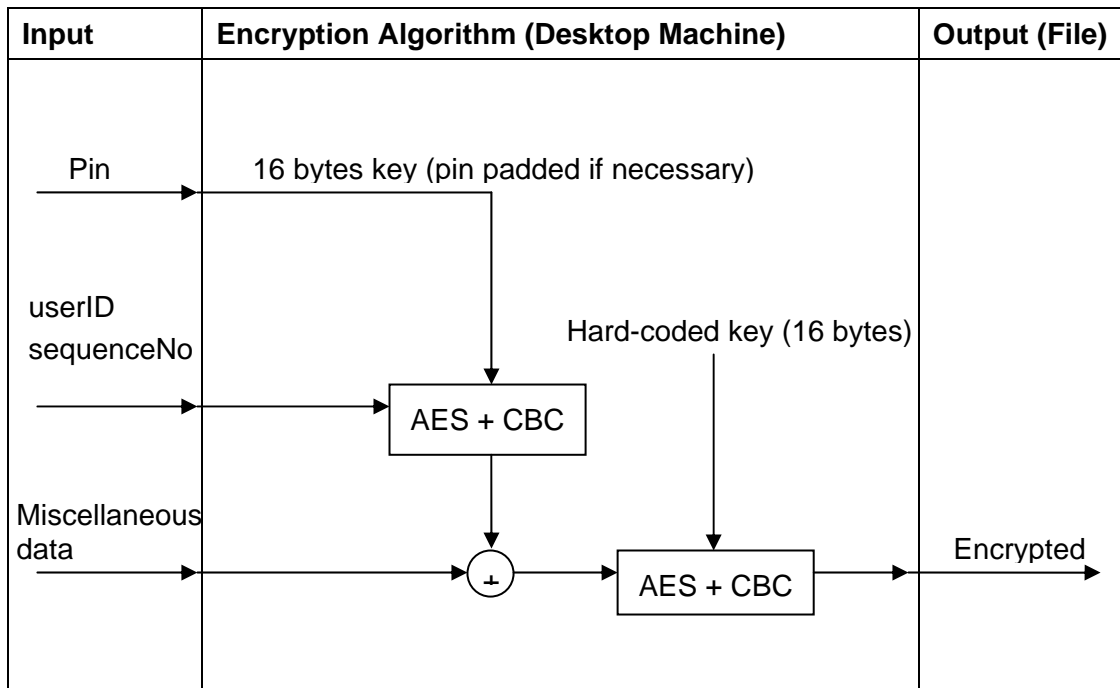 Input
Encryption Algorithm (Desktop Machine)
Output (File)
Pin
16 bytes key (pin padded if necessary)
userID
sequenceNo
Hard-coded key (16 bytes)
AES + CBC
Miscellaneous
data
+
AES + CBC
Encrypted